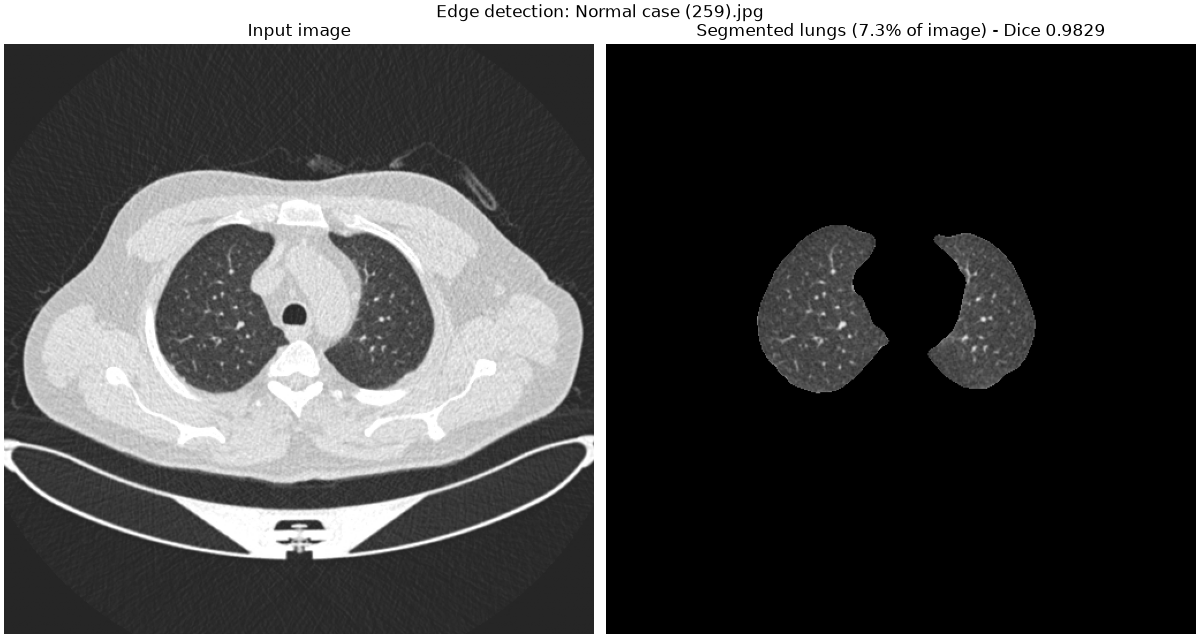 Edge detection: Normal case (259).jpg
Input image
Segmented lungs (7.3% of image) - Dice 0.9829